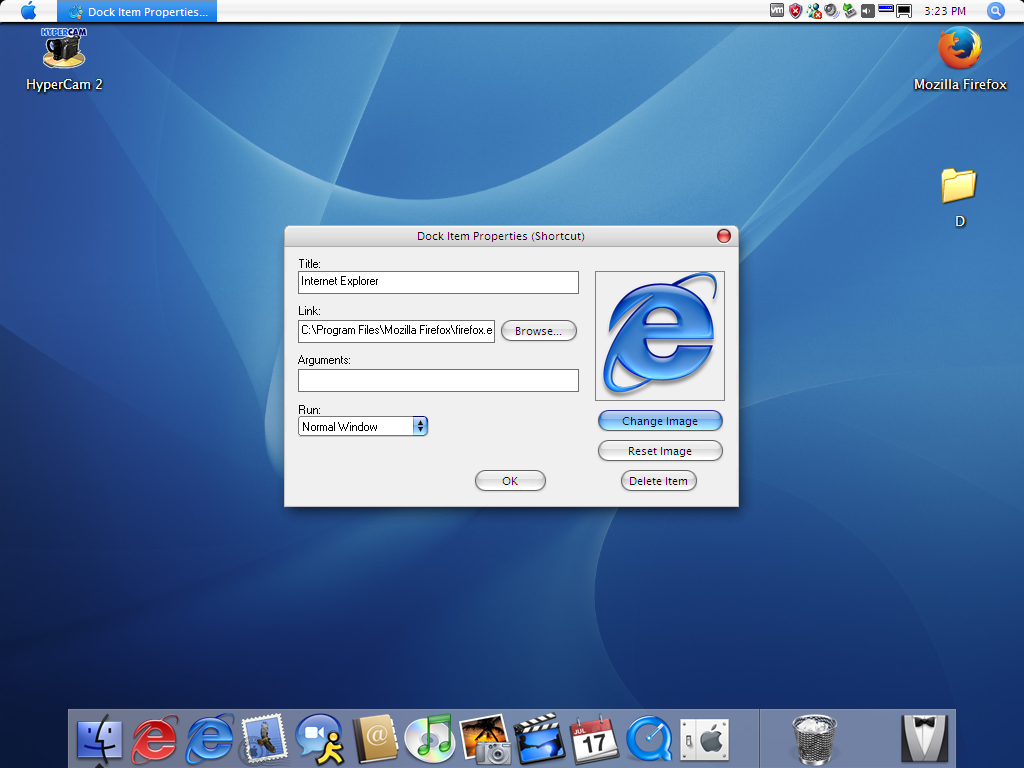 Dock Item Properties...
vm
3:23 PM
HYPERCAM
HyperCam 2
Mozilla Firefox
D
Dock Item Properties (Shortcut)
Title:
Internet Explorer
Link:
C:\Program Files\Mozilla Firefox\firefox.e
Browse...
Arguments:
Run:
Normal Window
Change Image
Reset Image
OK
Delete Item
@
JUL
17